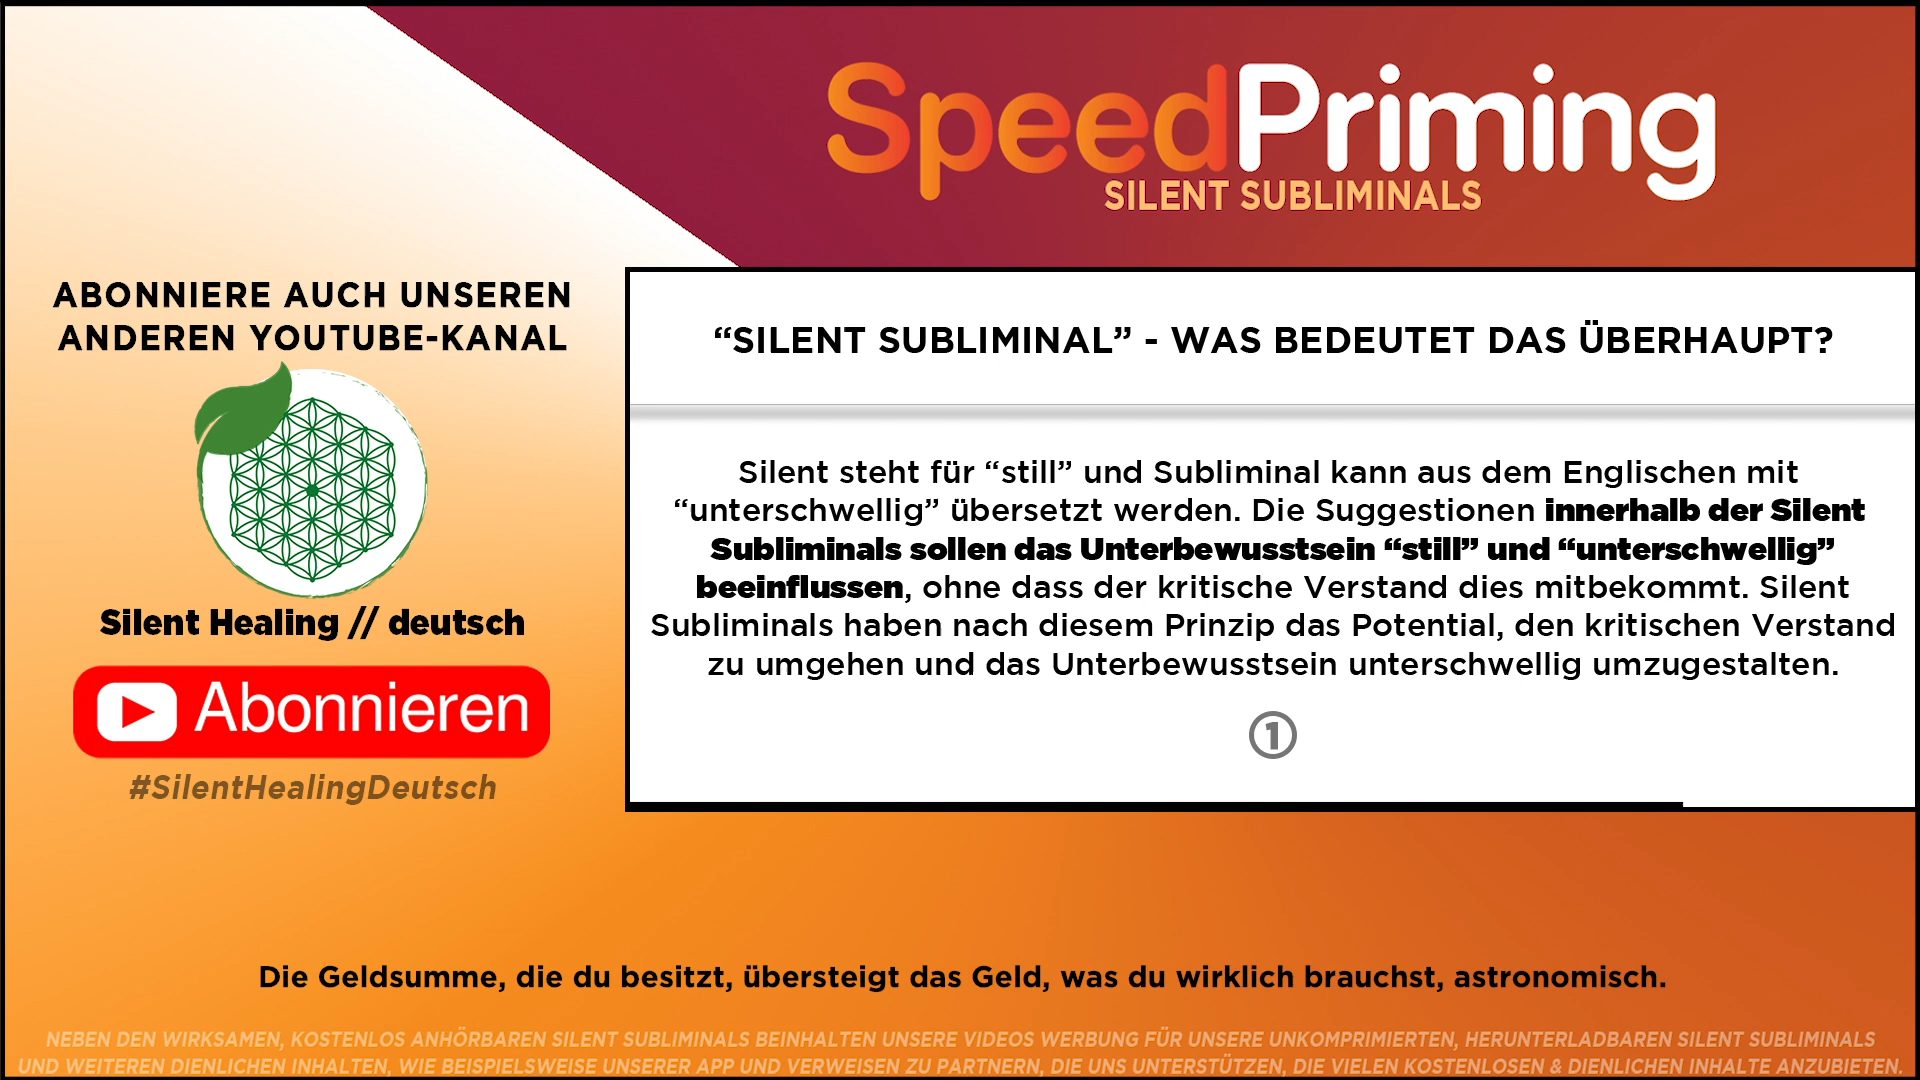 SpeedPriming
SILENT SUBLIMINALS
ABONNIERE AUCH UNSEREN
ANDEREN YOUTUBE-KANAL
Silent Healing // deutsch
Abonnieren
#SilentHealingDeutsch
“SILENT SUBLIMINAL” - WAS BEDEUTET DAS ÜBERHAUPT?
Silent steht für “still” und Subliminal kann aus dem Englischen mit
“unterschwellig” übersetzt werden. Die Suggestionen innerhalb der Silent
Subliminals sollen das Unterbewusstsein “still” und “unterschwellig”
beeinflussen, ohne dass der kritische Verstand dies mitbekommt. Silent
Subliminals haben nach diesem Prinzip das Potential, den kritischen Verstand
zu umgehen und das Unterbewusstsein unterschwellig umzugestalten.
①
Die Geldsumme, die du besitzt, übersteigt das Geld, was du wirklich brauchst, astronomisch.
NEBEN DEN WIRKSAMEN, KOSTENLOS ANHÖRBAREN SILENT SUBLIMINALS BEINHALTEN UNSERE VIDEOS WERBUNG FÜR UNSERE UNKOMPRIMIERTEN, HERUNTERLADBAREN SILENT SUBLIMINALS
UND WEITEREN DIENLICHEN INHALTEN, WIE BEISPIELSWEISE UNSERER APP UND VERWEISEN ZU PARTNERN, DIE UNS UNTERSTÜTZEN, DIE VIELEN KOSTENLOSEN & DIENLICHEN INHALTE ANZUBIETEN.